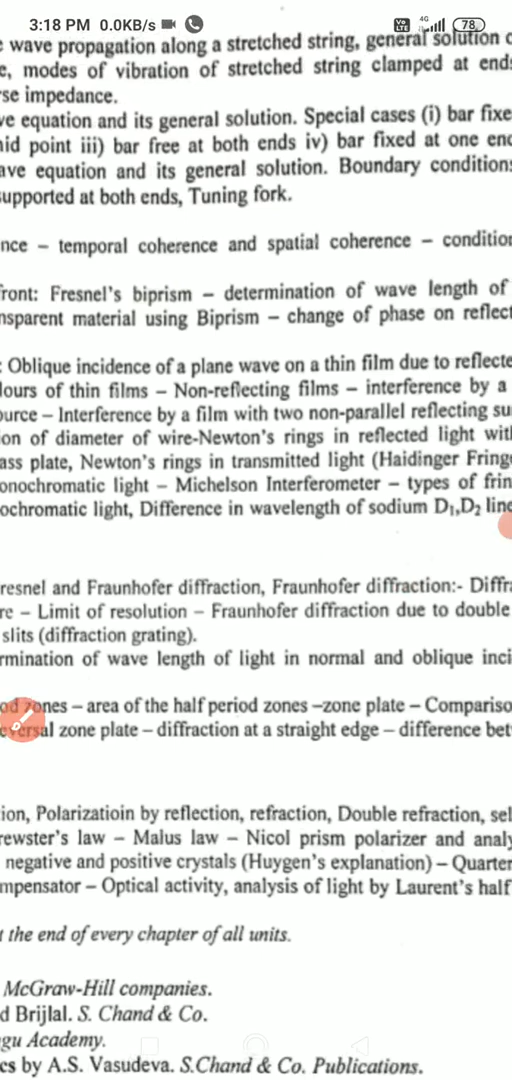 3:18 PM 0.0KB/s
Vo LTE 4G 78
wave propagation along a stretched string, general solution
e, modes of vibration of stretched string clamped at ends
rse impedance.
ve equation and its general solution. Special cases (i) bar fixe
nid point iii) bar free at both ends iv) bar fixed at one end
ave equation and its general solution. Boundary conditions
supported at both ends, Tuning fork.
nce – temporal coherence and spatial coherence – condition
front: Fresnel's biprism – determination of wave length of
nsparent material using Biprism – change of phase on reflect
: Oblique incidence of a plane wave on a thin film due to reflecte
lours of thin films – Non-reflecting films – interference by a
ource – Interference by a film with two non-parallel reflecting su
ion of diameter of wire-Newton's rings in reflected light with
ass plate, Newton's rings in transmitted light (Haidinger Fringe
onochromatic light – Michelson Interferometer – types of frin
ochromatic light, Difference in wavelength of sodium D₁,D₂ line
resnel and Fraunhofer diffraction, Fraunhofer diffraction:- Diffra
re – Limit of resolution – Fraunhofer diffraction due to double
slits (diffraction grating).
rmination of wave length of light in normal and oblique inci
od zones – area of the half period zones –zone plate – Compariso
eversal zone plate – diffraction at a straight edge – difference bet
ion, Polarizatioin by reflection, refraction, Double refraction, sel
rewster's law – Malus law – Nicol prism polarizer and analy
negative and positive crystals (Huygen's explanation) – Quarter
mpensator – Optical activity, analysis of light by Laurent's half
t the end of every chapter of all units.
McGraw-Hill companies.
d Brijlal. S. Chand & Co.
gu Academy.
cs by A.S. Vasudeva. S.Chand & Co. Publications.